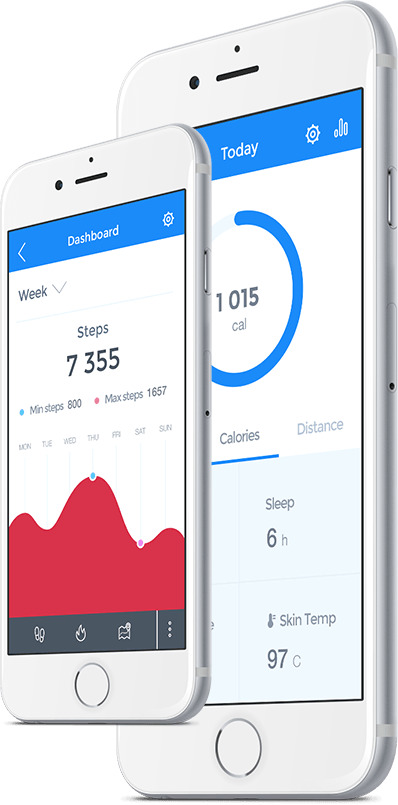 Dashboard
Week
Steps
7 355
Min steps 800
Max steps 1657
MON TUE WED THU FRI SAT SUN
Today
1 015
cal
Calories
Distance
Sleep
6 h
Skin Temp
97 C